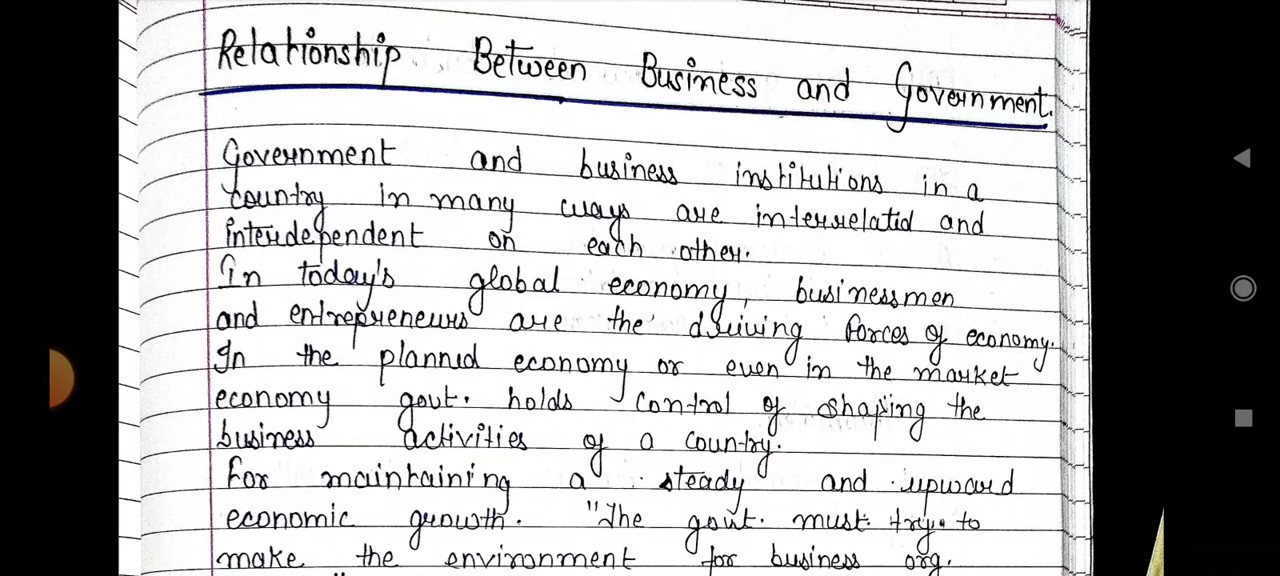 Relationship Between Business and Government.
Government and business institutions in a
country in many ways are interrelated and
interdependent on each other.
In today's global economy, businessmen
and entrepreneurs are the driving forces of economy.
In the planned economy or even in the market
economy govt. holds control of shaping the
business activities of a country.
For maintaining a steady and upward
economic growth. "The govt. must try to
make the environment for business org.